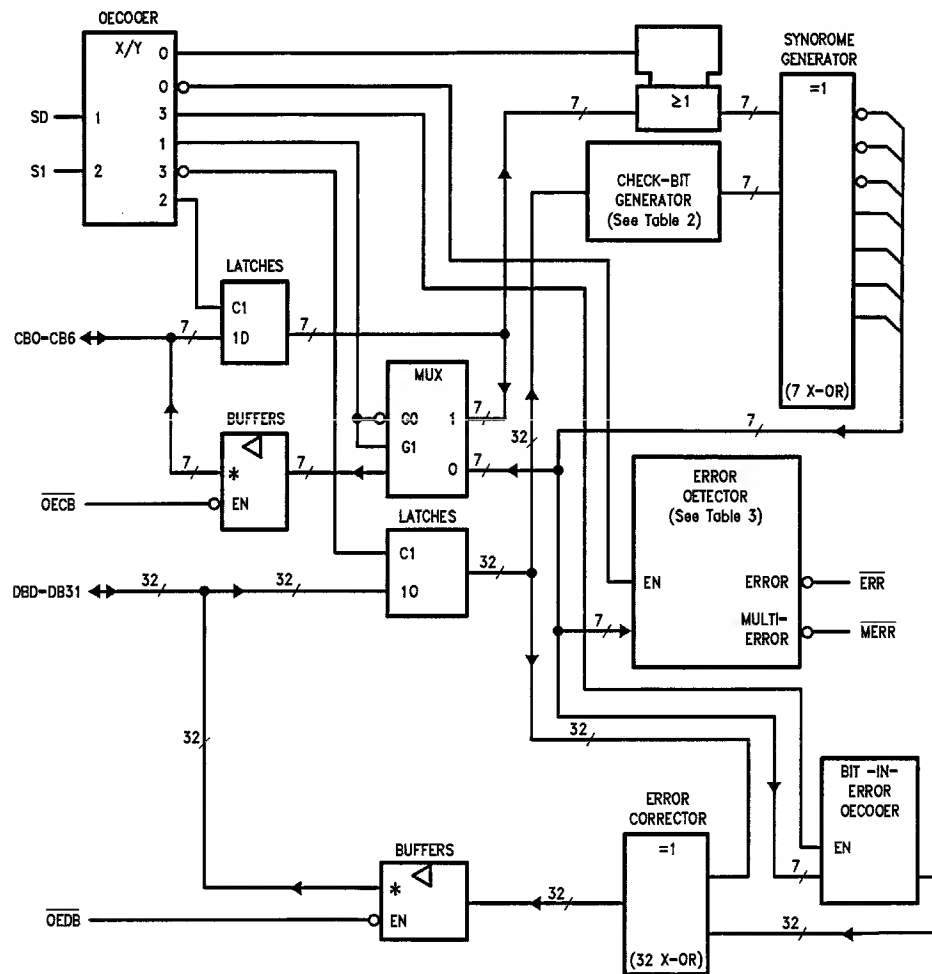 OECOOER
X/Y
0
0
3
1
3
2
SD
1
S1
2
≥1
7
7
SYNOROME
GENERATOR
=1
(7 X-OR)
CHECK-BIT
GENERATOR
(See Table 2)
7
LATCHES
C1
1D
CB0-CB6
7
7
MUX
G0
G1
1
0
7
7
32
7
BUFFERS
*
EN
7
7
OECB
LATCHES
C1
1O
32
DBD-DB31
32
32
ERROR
OETECTOR
(See Table 3)
EN
ERROR
ERR
MULTI-
ERROR
MERR
7
32
32
BIT -IN-
ERROR
OECOOER
EN
7
ERROR
CORRECTOR
=1
(32 X-OR)
BUFFERS
*
EN
OEDB
32
32